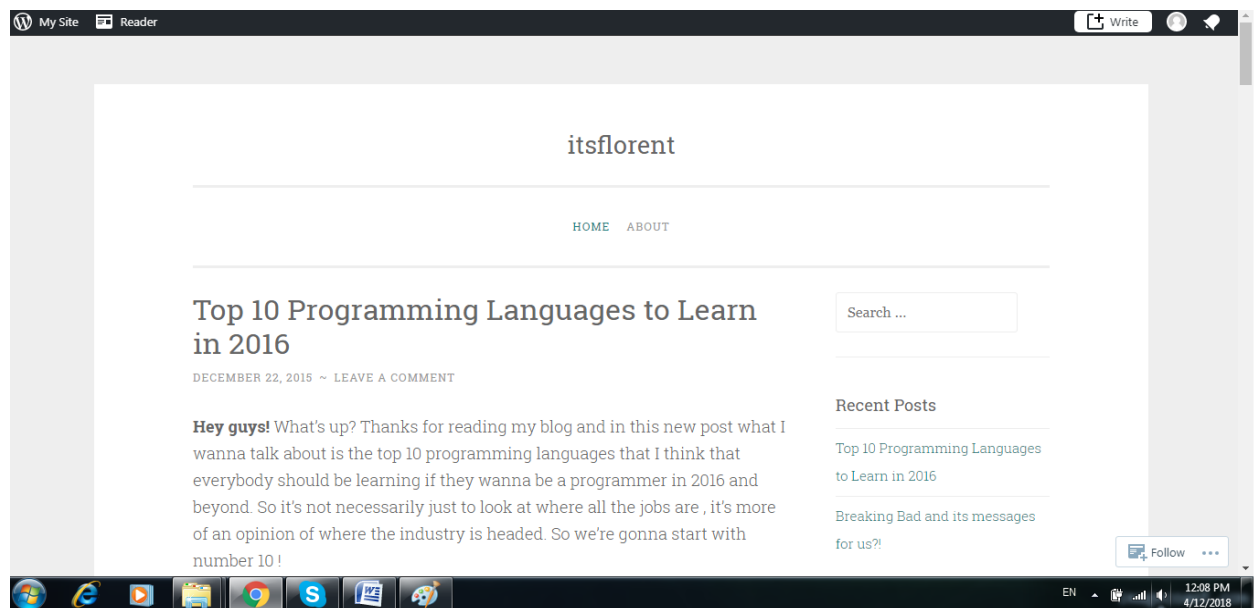 My Site Reader Write
itsflorent
HOME ABOUT
Top 10 Programming Languages to Learn
in 2016
DECEMBER 22, 2015 ~ LEAVE A COMMENT
Hey guys! What's up? Thanks for reading my blog and in this new post what I
wanna talk about is the top 10 programming languages that I think that
everybody should be learning if they wanna be a programmer in 2016 and
beyond. So it's not necessarily just to look at where all the jobs are , it's more
of an opinion of where the industry is headed. So we're gonna start with
number 10 !
Search ...
Recent Posts
Top 10 Programming Languages
to Learn in 2016
Breaking Bad and its messages
for us?!
Follow
EN
12:08 PM
4/12/2018